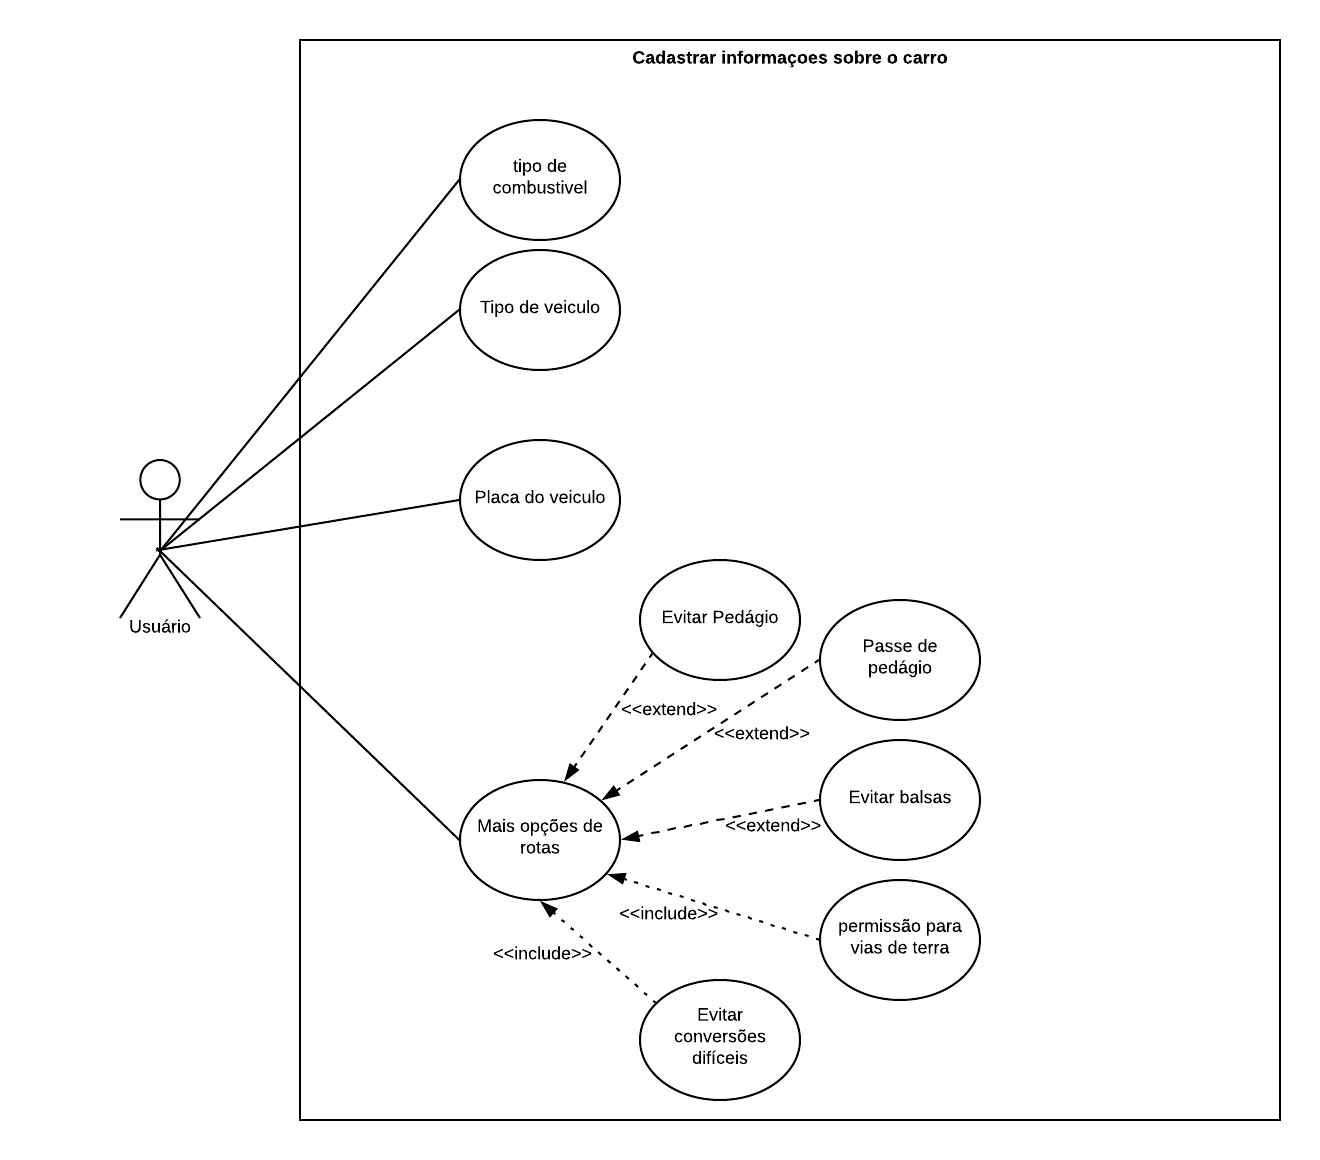 Cadastrar informaçoes sobre o carro
tipo de
combustivel
Tipo de veiculo
Placa do veiculo
Usuário
Evitar Pedágio
Passe de
pedágio
<<extend>>
<<extend>>
Evitar balsas
<<extend>>
Mais opções de
rotas
<<include>>
permissão para
vias de terra
<<include>>
Evitar
conversões
difíceis